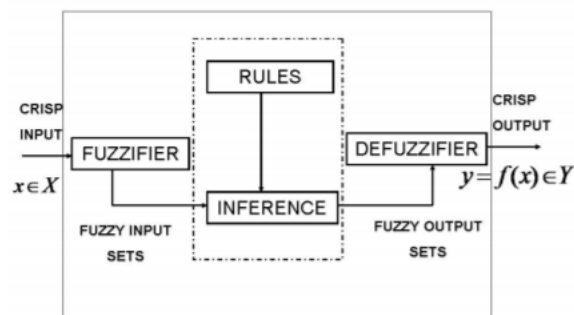 RULES
CRISP
INPUT
CRISP
OUTPUT
FUZZIFIER
DEFUZZIFIER
x∈X
y=f(x)∈Y
INFERENCE
FUZZY INPUT
SETS
FUZZY OUTPUT
SETS